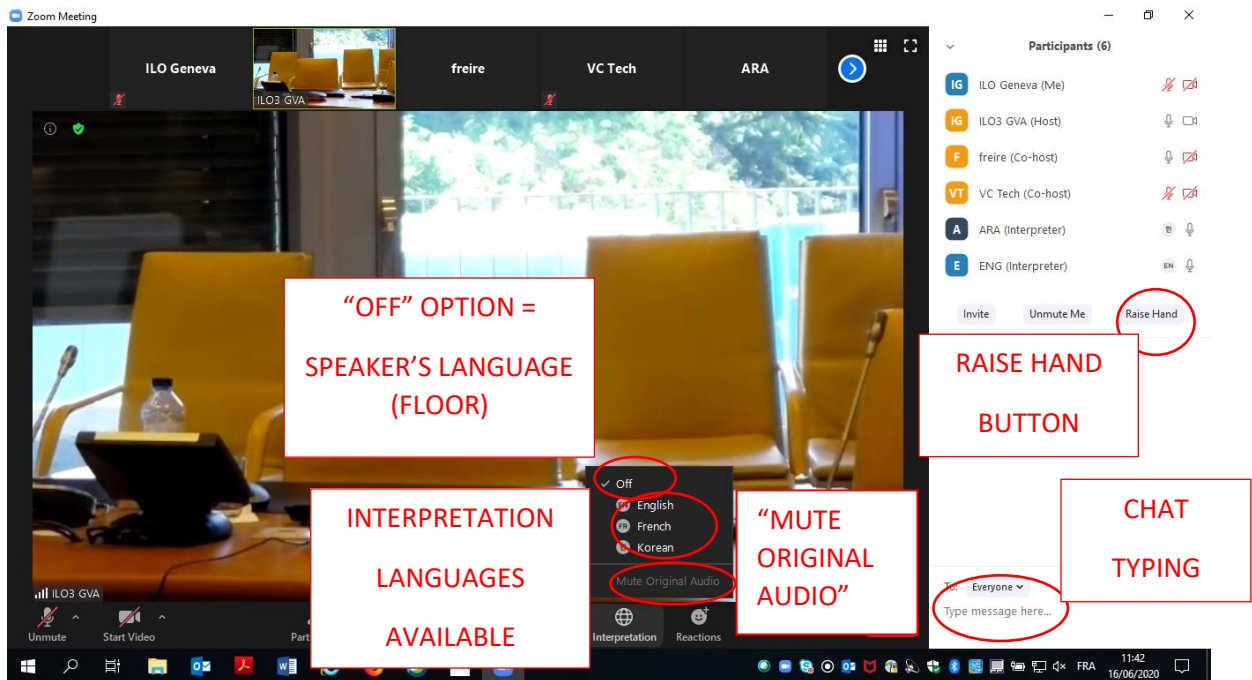 Zoom Meeting
ILO Geneva
ILO3 GVA
freire
VC Tech
ARA
Participants (6)
IG ILO Geneva (Me)
IG ILO3 GVA (Host)
F freire (Co-host)
VT VC Tech (Co-host)
A ARA (Interpreter) 한
E ENG (Interpreter) EN
Invite Unmute Me Raise Hand
“OFF” OPTION =
SPEAKER’S LANGUAGE
(FLOOR)
RAISE HAND
BUTTON
Off
English
FR French
Korean
Mute Original Audio
INTERPRETATION
LANGUAGES
AVAILABLE
“MUTE
ORIGINAL
AUDIO”
CHAT
TYPING
To: Everyone
Type message here...
ILO3 GVA
Unmute
Start Video
Interpretation
Reactions
FRA
11:42
16/06/2020